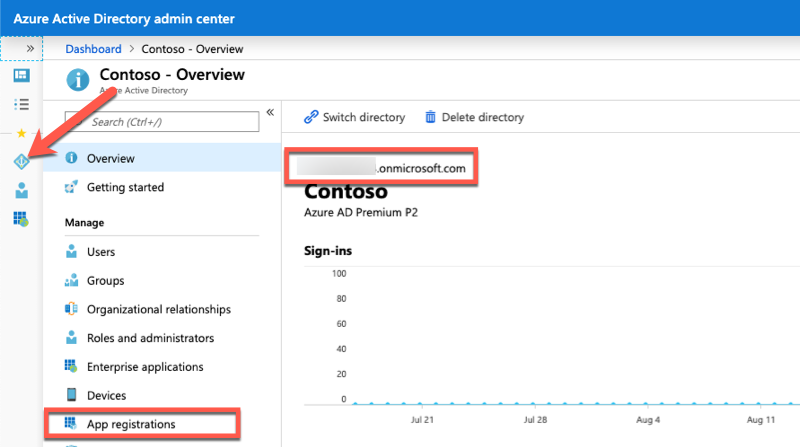 Azure Active Directory admin center
»
Dashboard > Contoso - Overview
Contoso - Overview
Azure Active Directory
«
Search (Ctrl+/)
Switch directory
Delete directory
Overview
Getting started
.onmicrosoft.com
Contoso
Azure AD Premium P2
Manage
Sign-ins
Users
Groups
Organizational relationships
Roles and administrators
Enterprise applications
Devices
App registrations
100
80
60
40
20
0
Jul 21
Jul 28
Aug 4
Aug 11